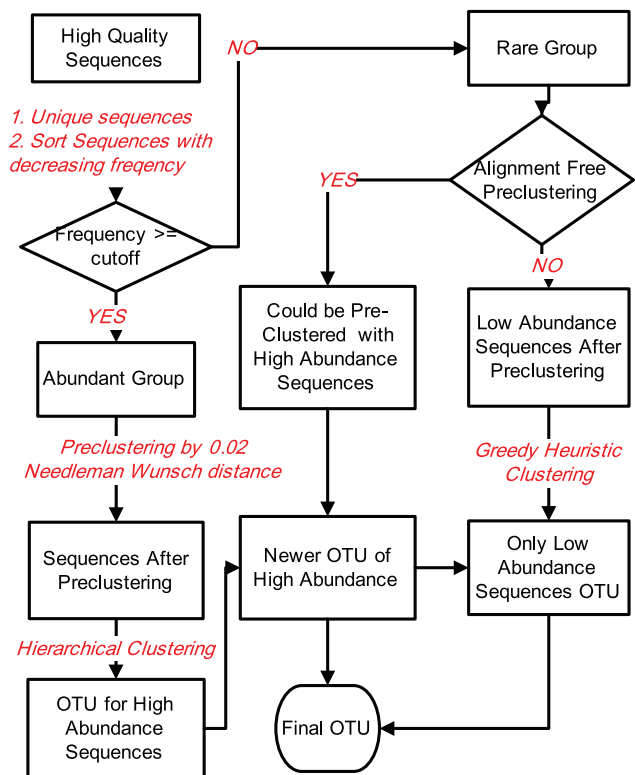 High Quality
Sequences
NO
Rare Group
1. Unique sequences
2. Sort Sequences with
decreasing freqency
YES
Alignment Free
Preclustering
Frequency >=
cutoff
NO
YES
Could be Pre-
Clustered with
High Abundance
Sequences
Low Abundance
Sequences After
Preclustering
Abundant Group
Preclustering by 0.02
Needleman Wunsch distance
Greedy Heuristic
Clustering
Sequences After
Preclustering
Newer OTU of
High Abundance
Only Low
Abundance
Sequences OTU
Hierarchical Clustering
OTU for High
Abundance
Sequences
Final OTU